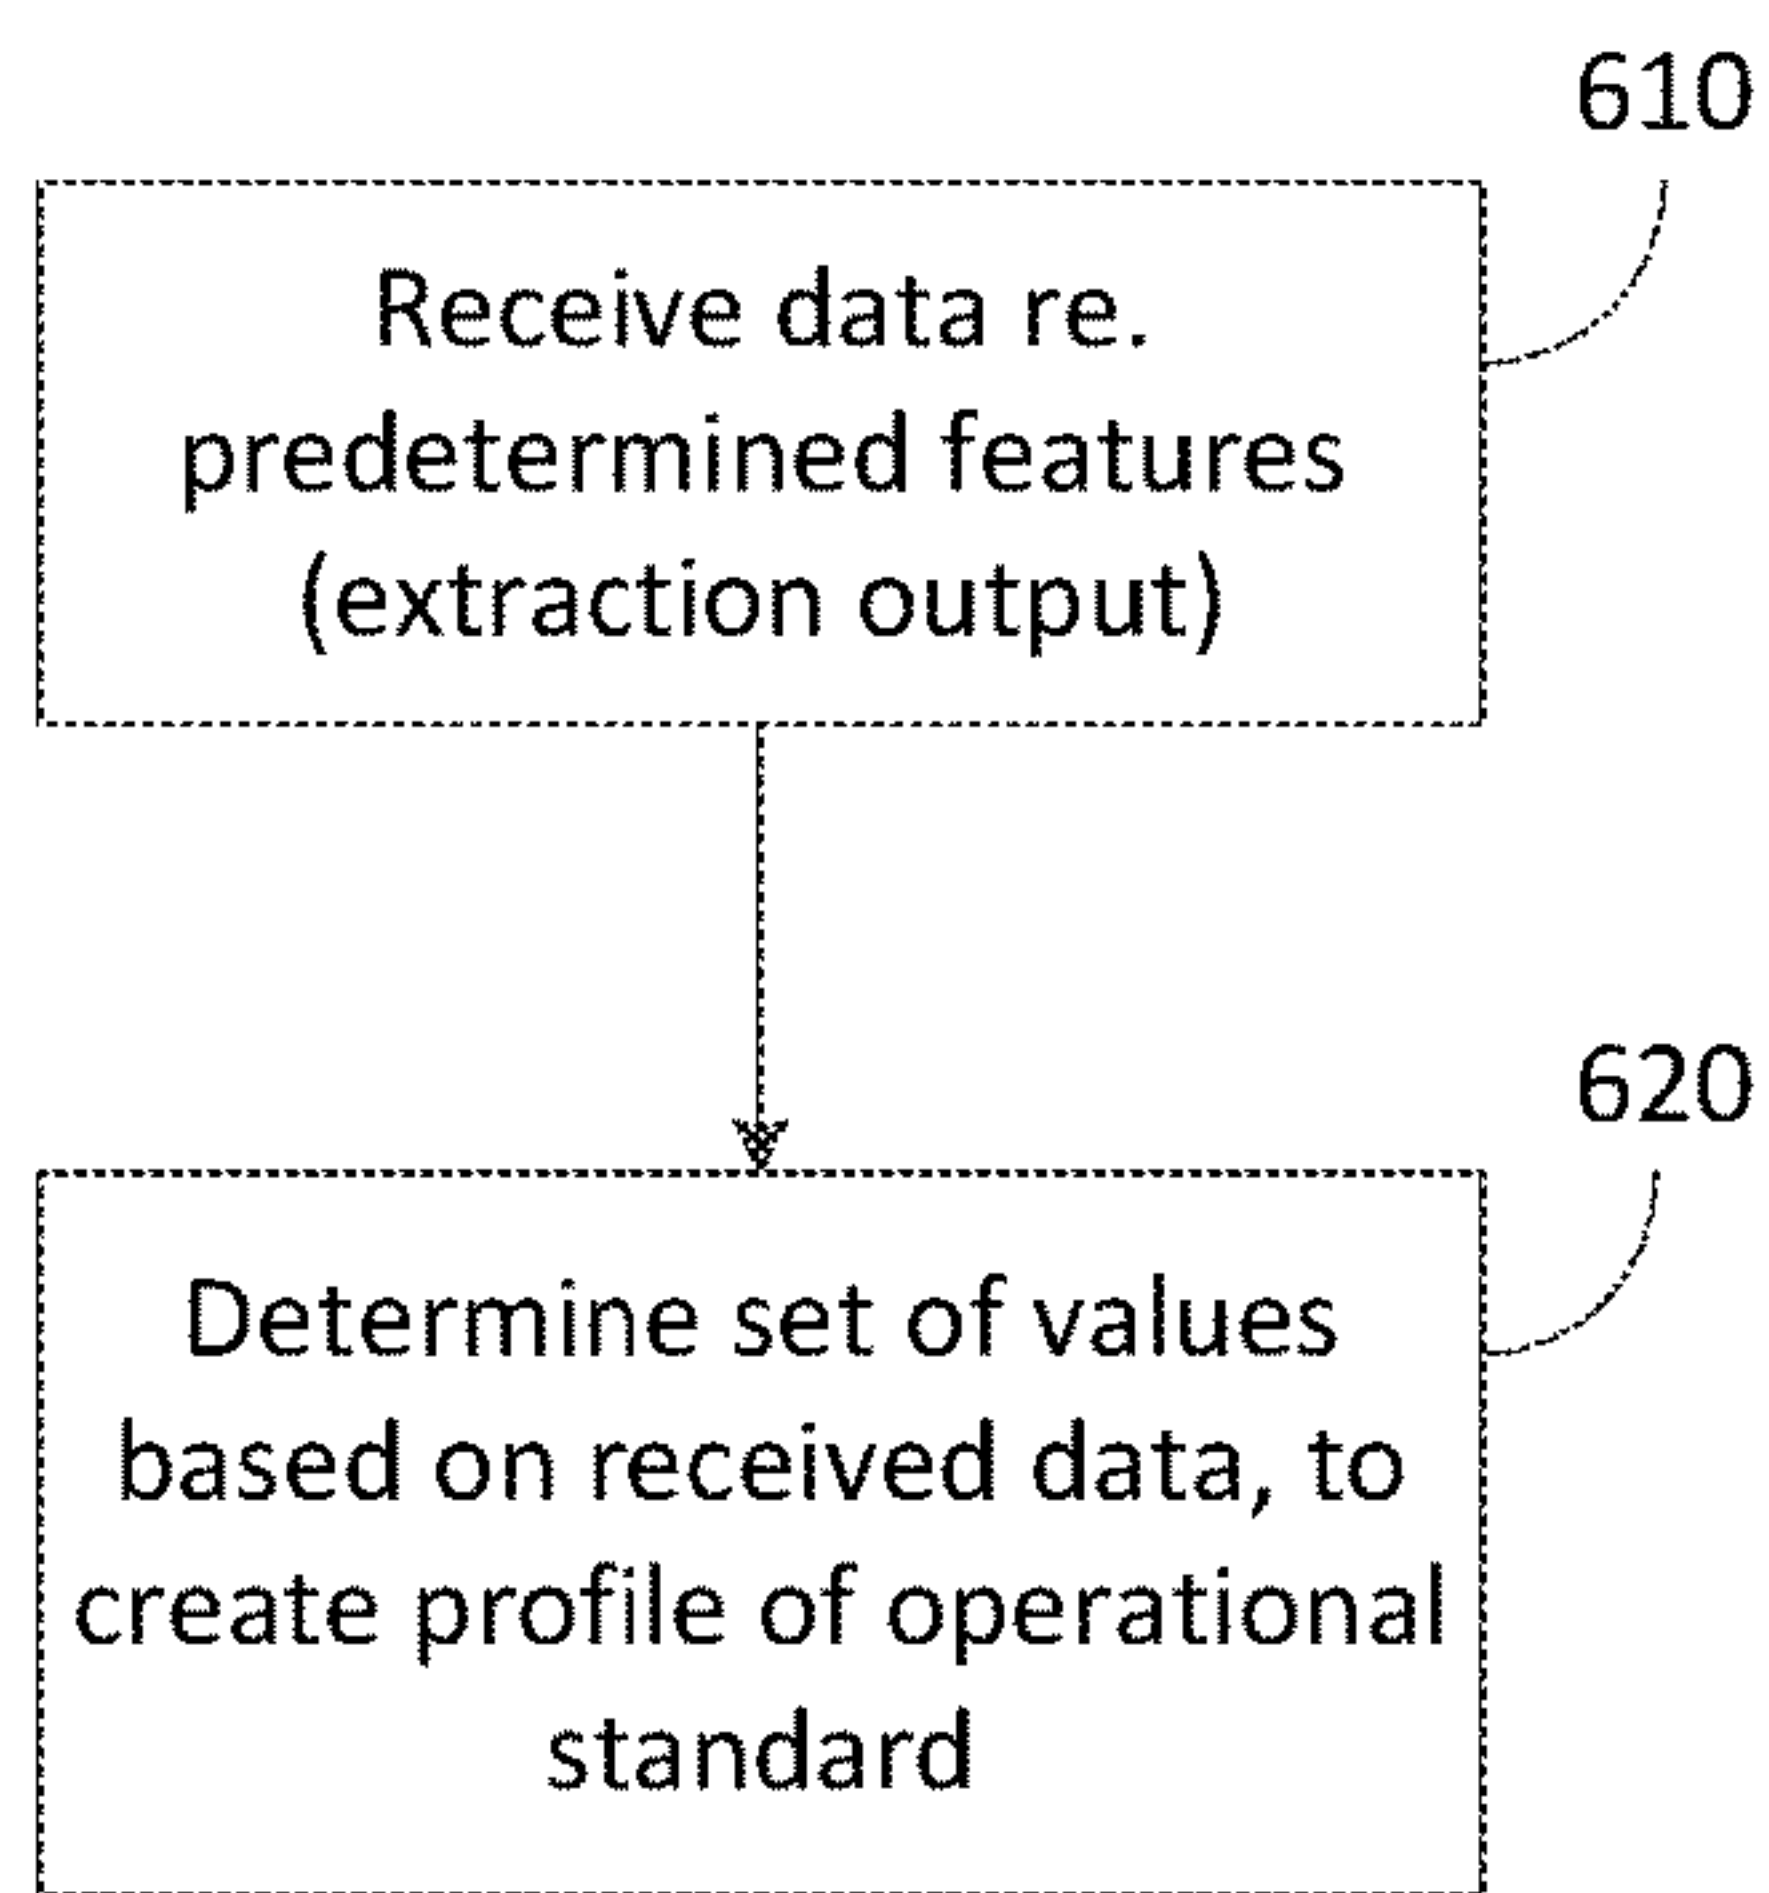 610
Receive data re.
predetermined features
(extraction output)
620
Determine set of values
based on received data, to
create profile of operational
standard